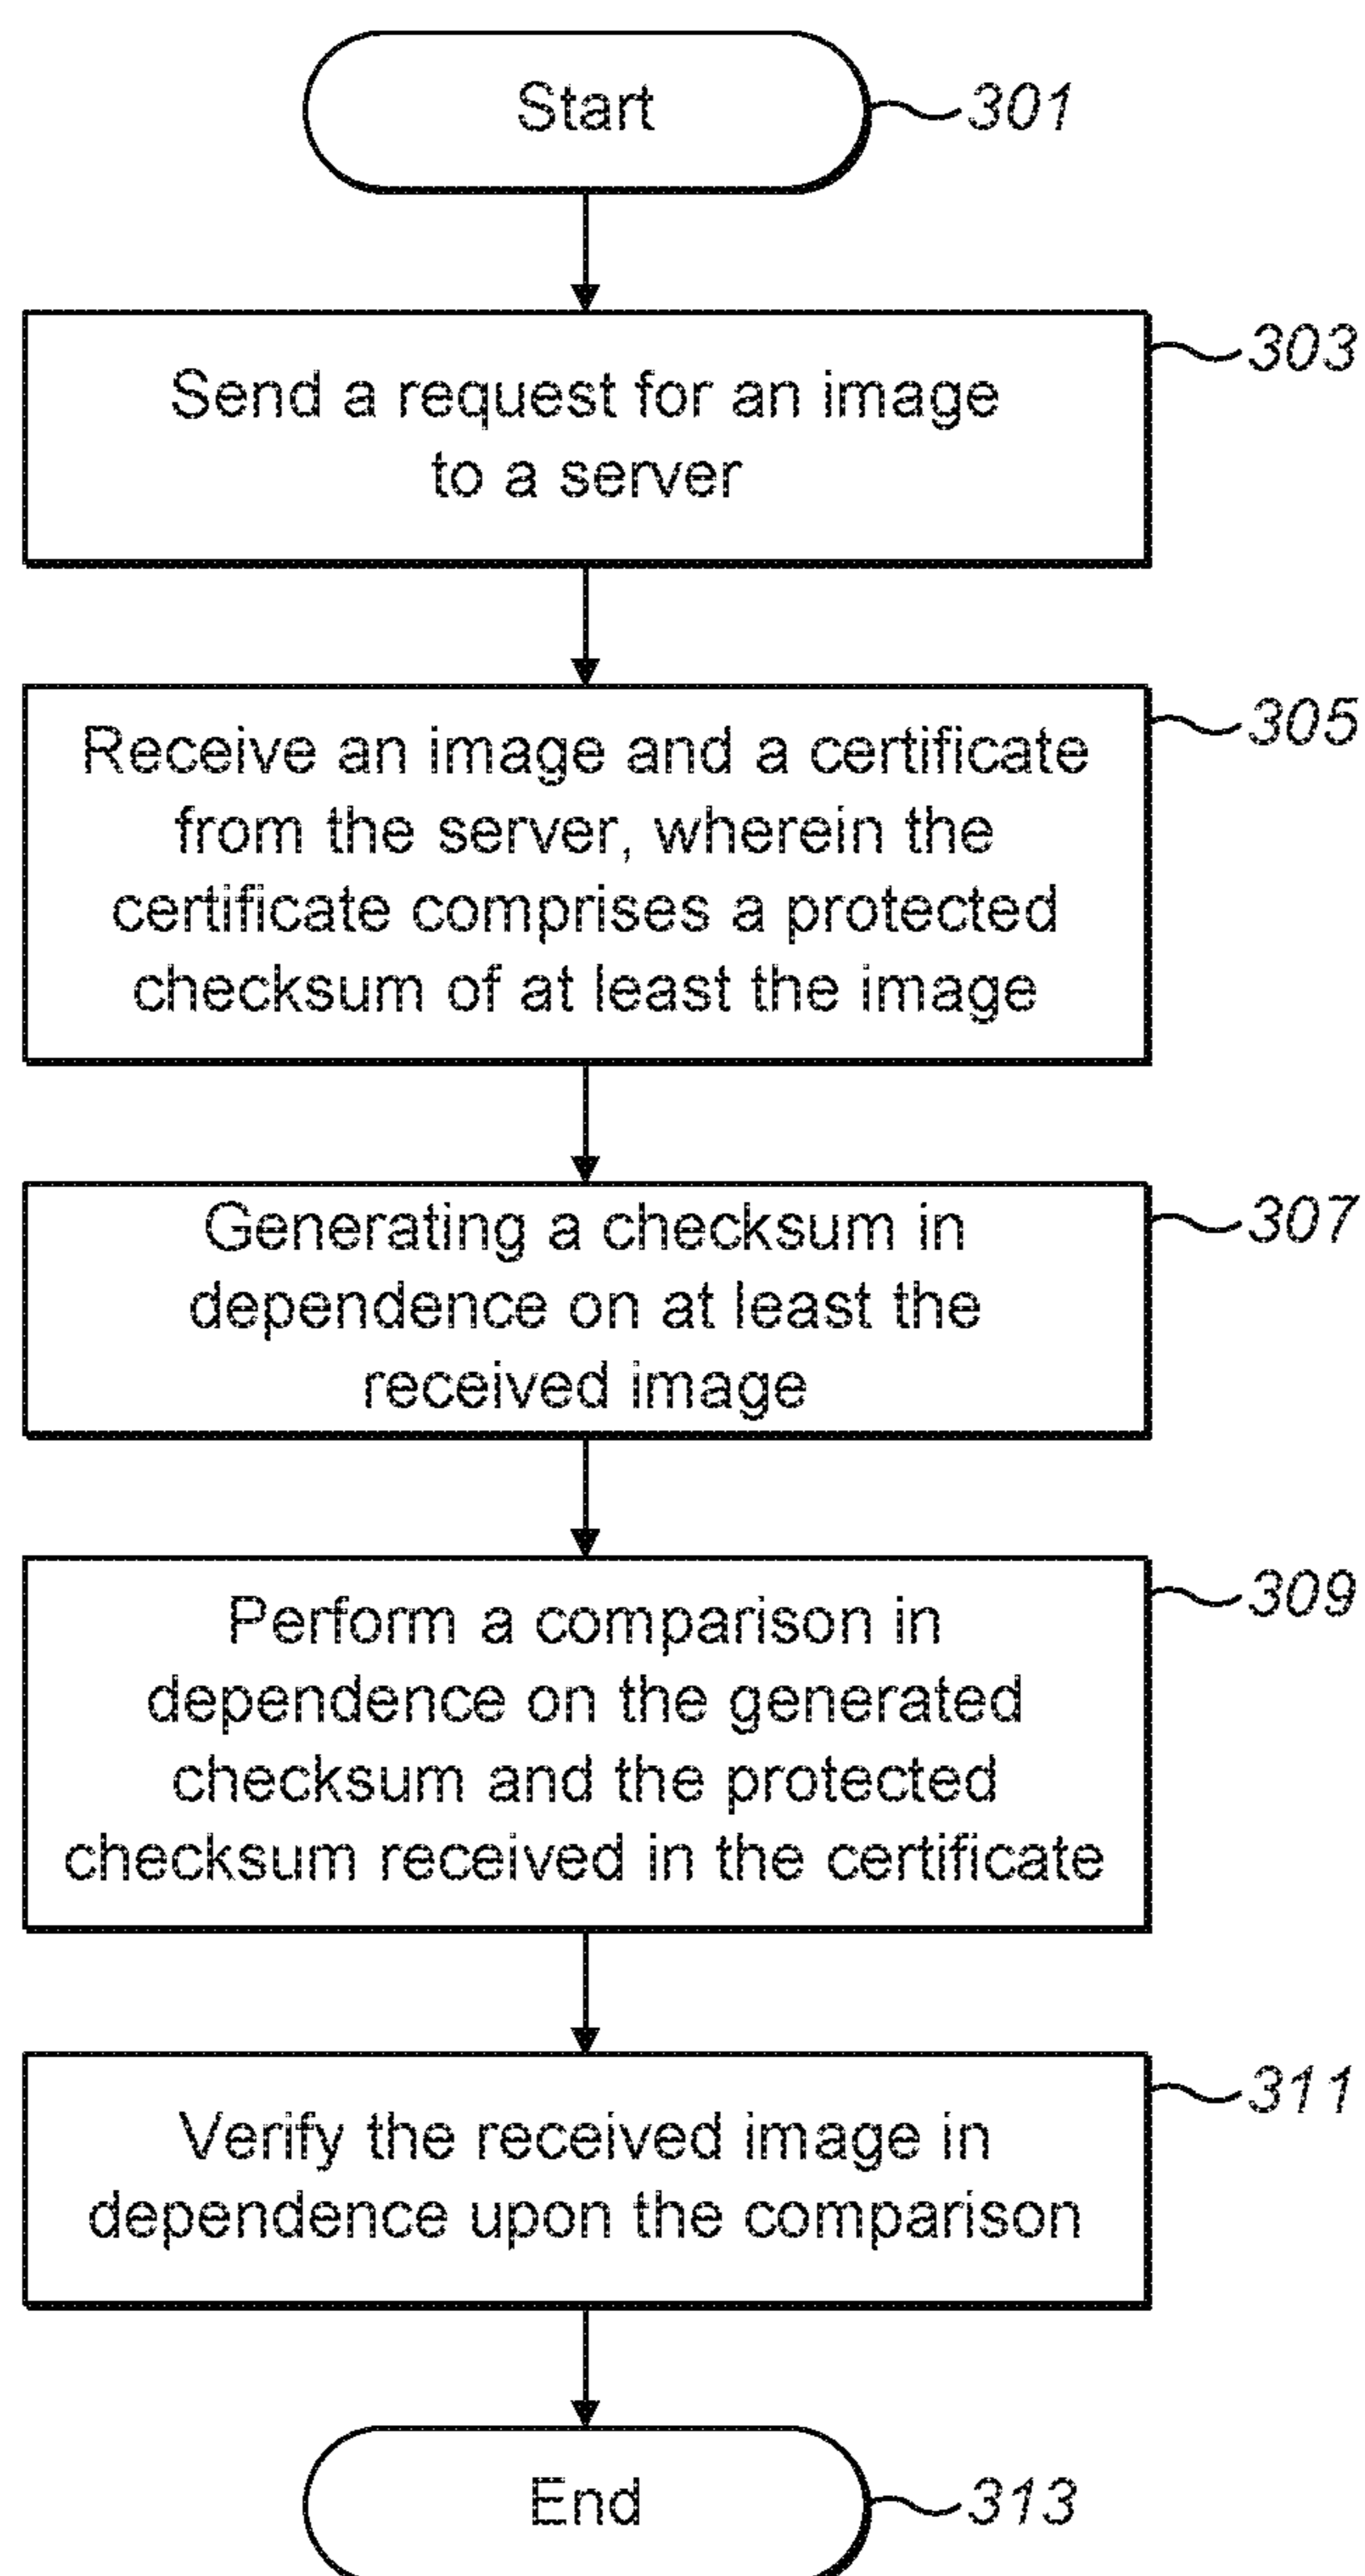 Start
301
Send a request for an image
to a server
303
Receive an image and a certificate
from the server, wherein the
certificate comprises a protected
checksum of at least the image
305
Generating a checksum in
dependence on at least the
received image
307
Perform a comparison in
dependence on the generated
checksum and the protected
checksum received in the certificate
309
Verify the received image in
dependence upon the comparison
311
End
313